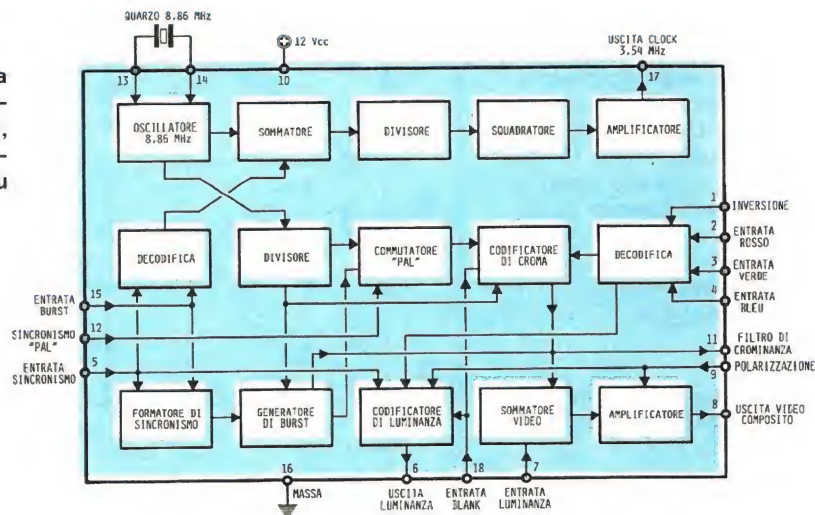 QUARZO 8.86 MHz
12 Vcc
USCITA CLOCK
3,54 MHz
13
14
10
17
a
,
u
OSCILLATORE
8,86 MHz
SOMMATORE
DIVISORE
SQUADRATORE
AMPLIFICATORE
DECODIFICA
DIVISORE
COMMUTATORE
"PAL"
CODIFICATORE
DI CROMA
DECODIFICA
1
INVERSIONE
2
ENTRATA
ROSSO
3
ENTRATA
VERDE
4
ENTRATA
BLEU
ENTRATA
BURST
15
SINCRONISMO
"PAL"
12
ENTRATA
SINCRONISMO
5
11
FILTRO DI
CROMINANZA
POLARIZZAZIONE
9
FORMATORE DI
SINCRONISMO
GENERATORE
DI BURST
CODIFICATORE
DI LUMINANZA
SOMMATORE
VIDEO
AMPLIFICATORE
8
USCITA VIDEO
COMPOSITO
16
MASSA
6
USCITA
LUMINANZA
18
ENTRATA
BLANK
7
ENTRATA
LUMINANZA